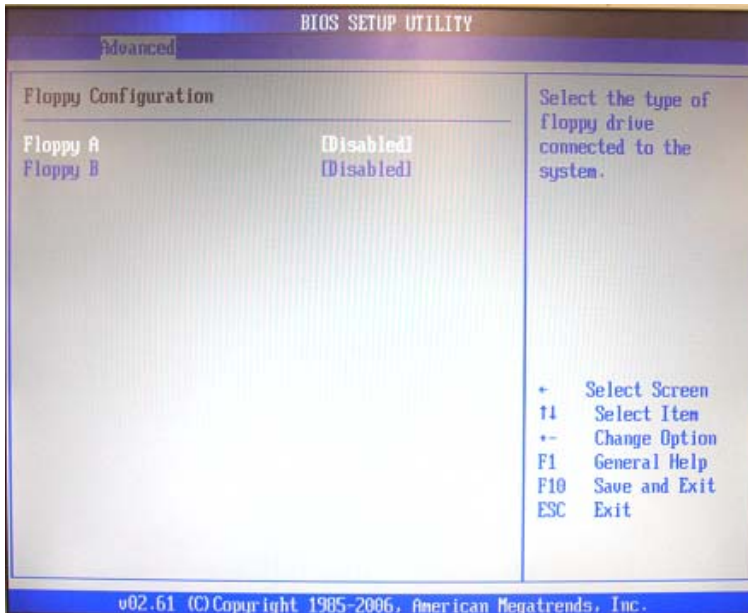 BIOS SETUP UTILITY
Advanced
Floppy Configuration
Floppy A [Disabled]
Floppy B [Disabled]
Select the type of
floppy drive
connected to the
system.
← Select Screen
↑↓ Select Item
+- Change Option
F1 General Help
F10 Save and Exit
ESC Exit
v02.61 (C)Copyright 1985-2006, American Megatrends, Inc.